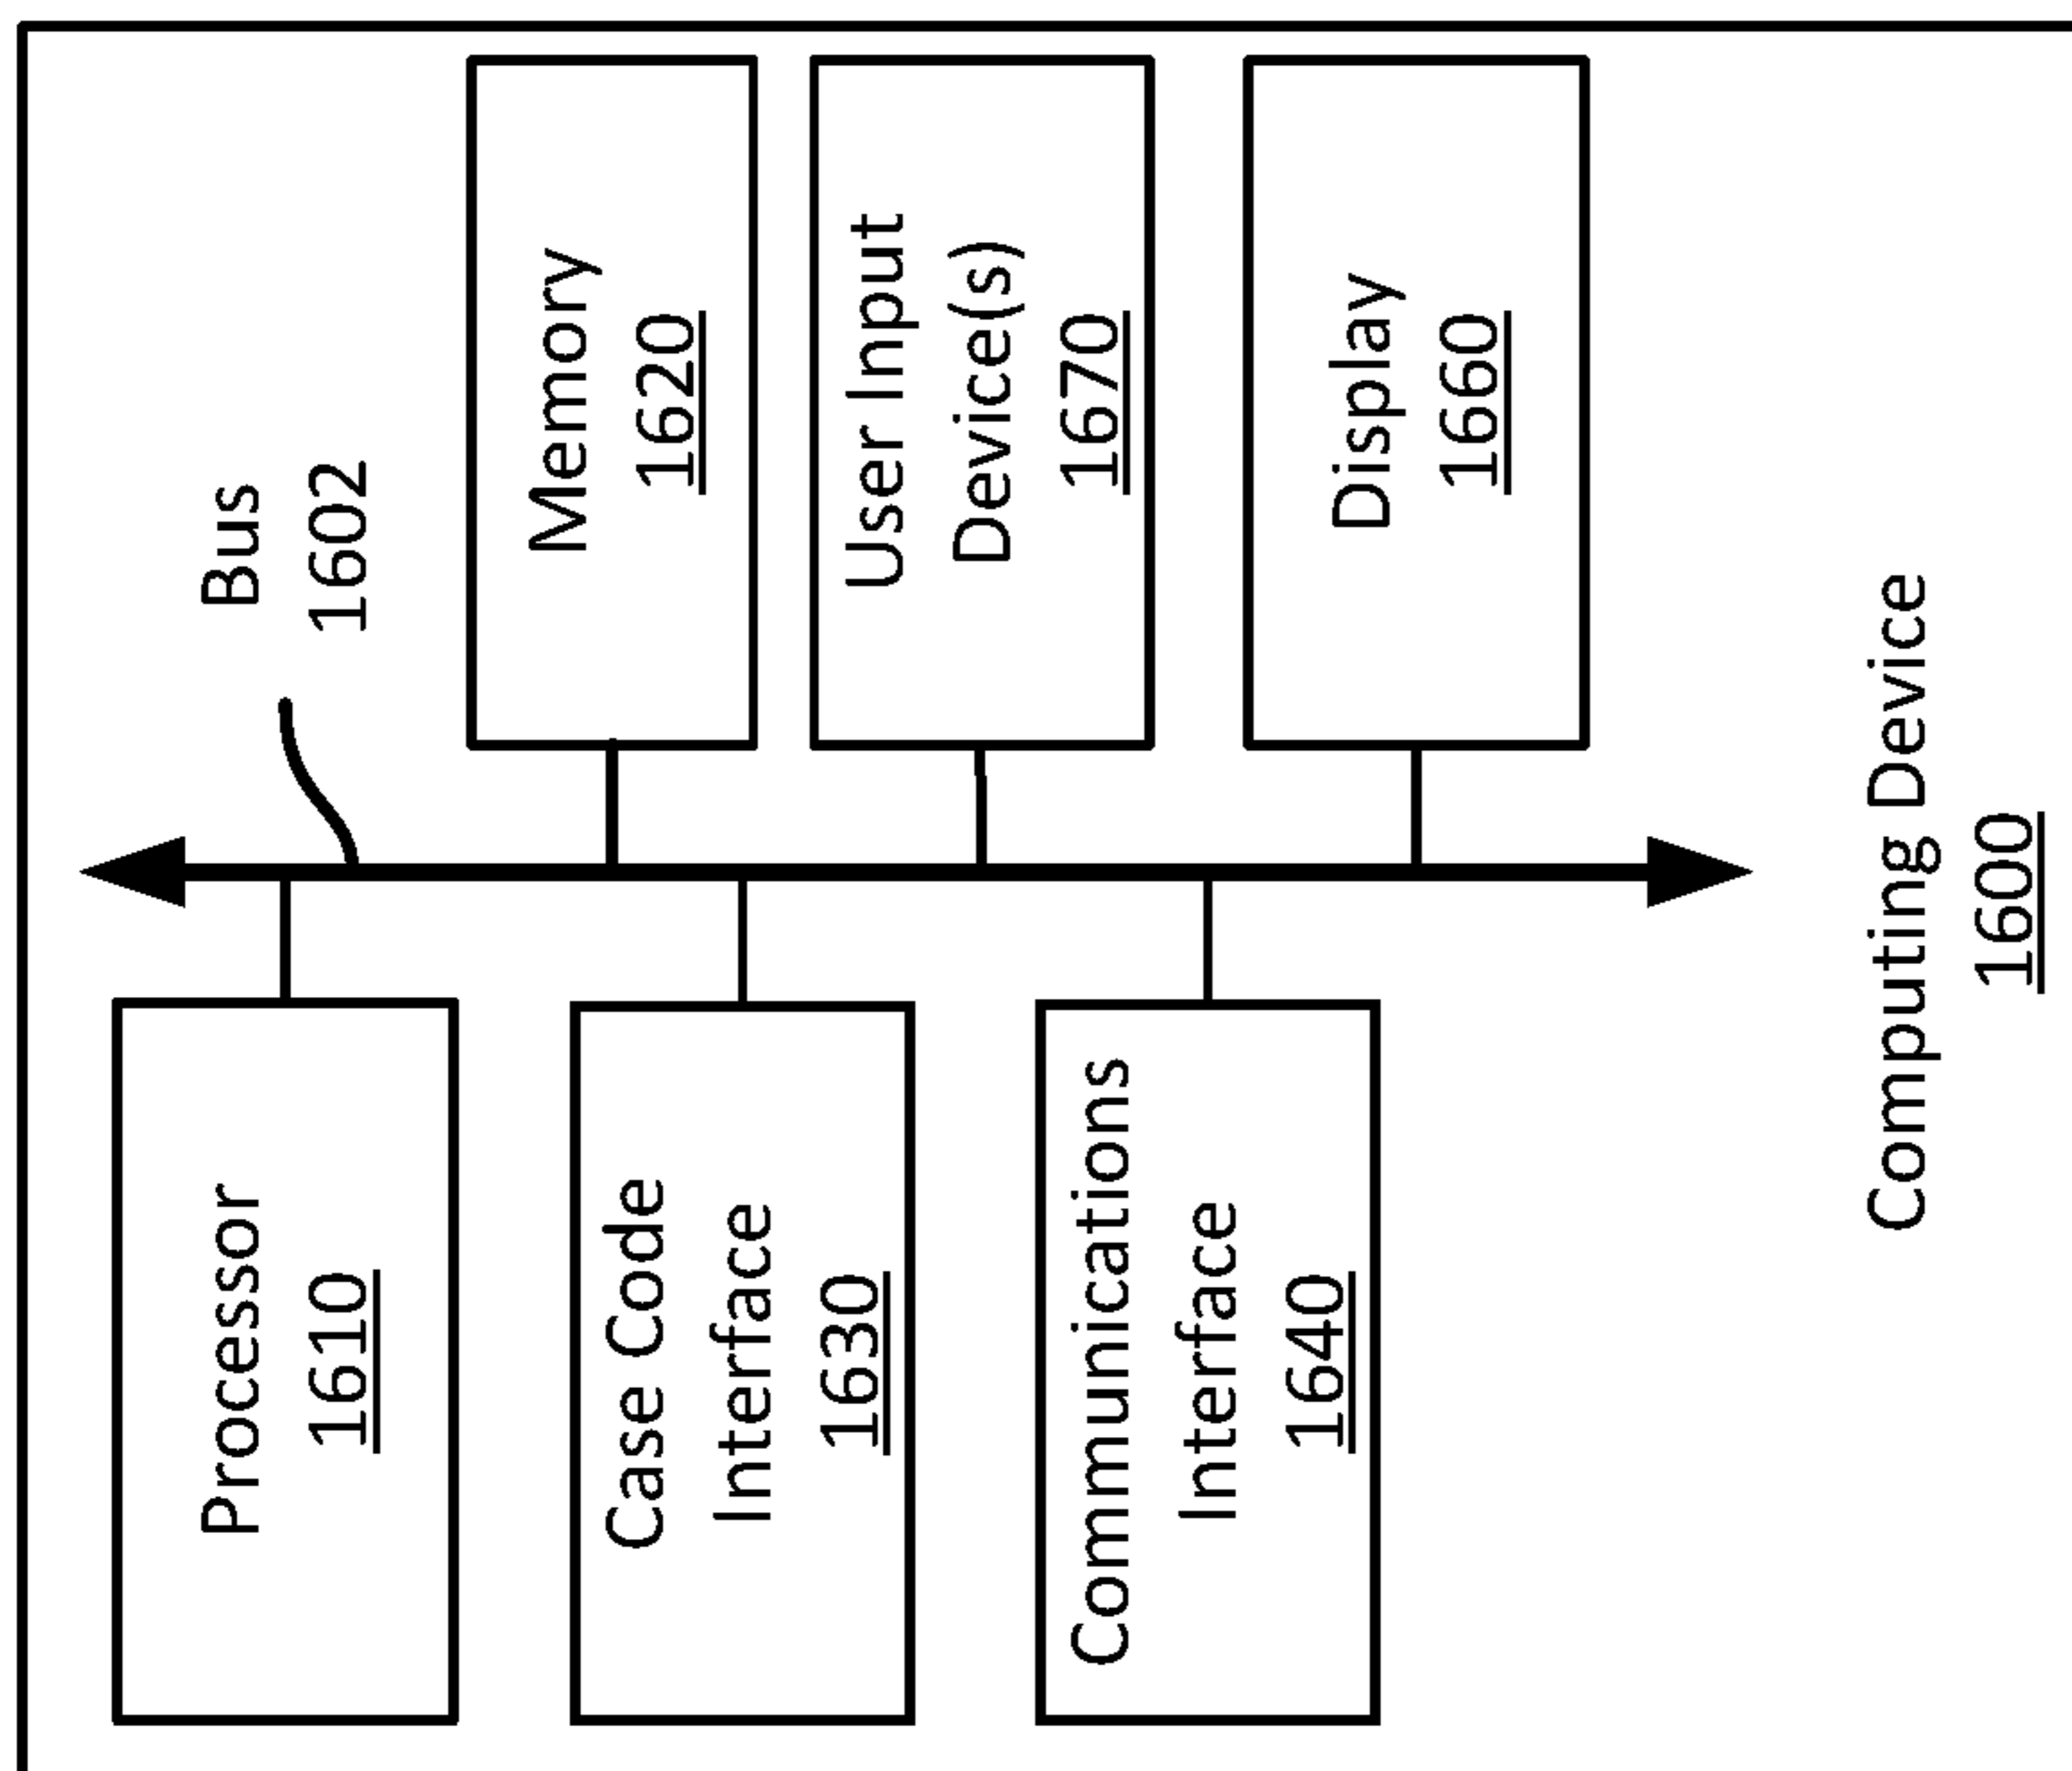 Processor
1610
Bus
1602
Case Code
Interface
1630
Memory
1620
Communications
Interface
1640
User Input
Device(s)
1670
Display
1660
Computing Device
1600